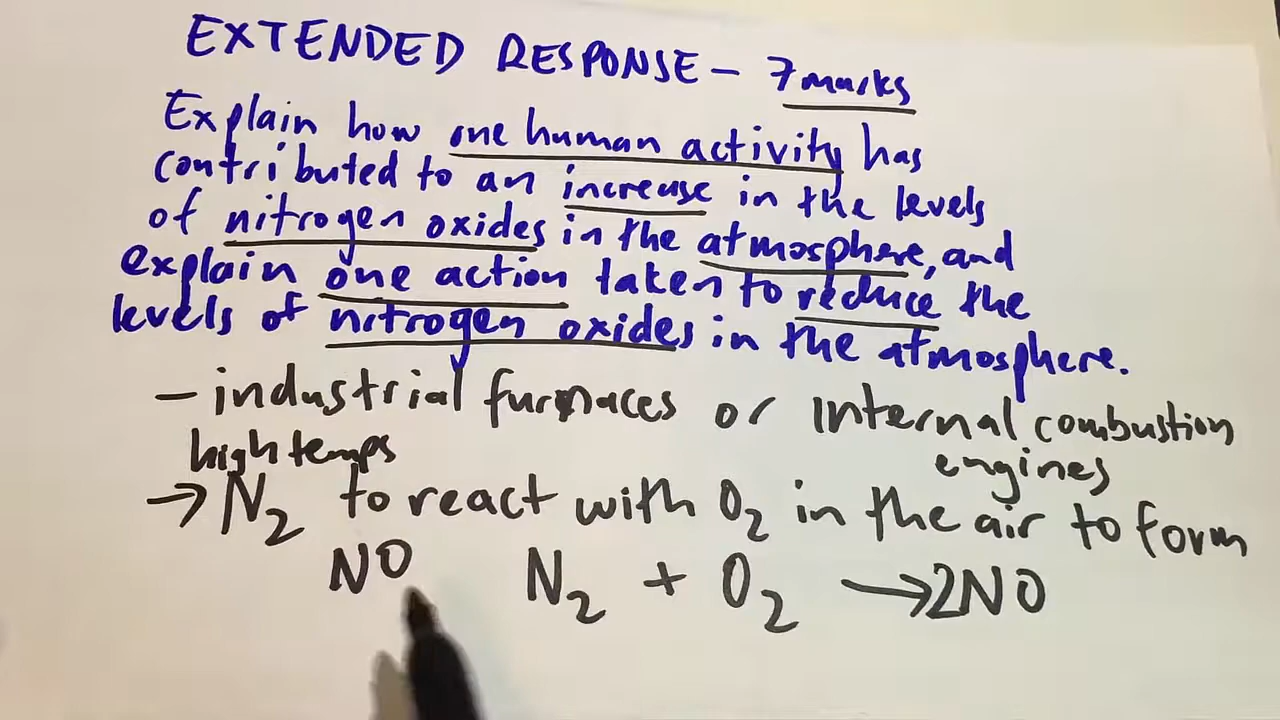 EXTENDED RESPONSE - 7 marks
Explain how one human activity has
contributed to an increase in the levels
of nitrogen oxides in the atmosphere, and
explain one action taken to reduce the
levels of nitrogen oxides in the atmosphere.
- industrial furnaces or internal combustion
high temps engines
→ N₂ to react with O₂ in the air to form
NO N₂ + O₂ → 2NO